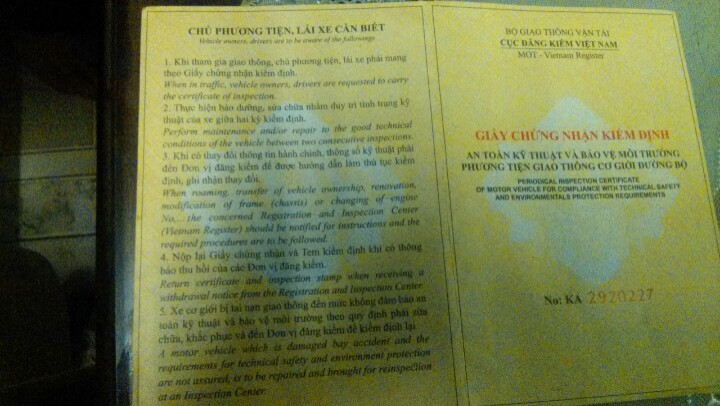 CHỦ PHƯƠNG TIỆN, LÁI XE CẦN BIẾT
Vehicle owners, drivers are to be aware of the followings
1. Khi tham gia giao thông, chủ phương tiện, lái xe phải mang
theo Giấy chứng nhận kiểm định.
When in traffic, vehicle owners, drivers are requested to carry
the certificate of inspection.
2. Thực hiện bảo dưỡng, sửa chữa nhằm duy trì tình trạng kỹ
thuật của xe giữa hai kỳ kiểm định.
Perform maintenance and/or repair to the good technical
conditions of the vehicle between two consecutive inspections.
3. Khi có thay đổi thông tin hành chính, thông số kỹ thuật phải
đến Đơn vị đăng kiểm để được hướng dẫn làm thủ tục kiểm
định, ghi nhận thay đổi.
When roaming, transfer of vehicle ownership, renovation,
modification of frame (chassis) or changing of engine
No,... the concerned Registration and Inspection Center
(Vietnam Register) should be notified for instructions and the
required procedures are to be followed.
4. Nộp lại Giấy chứng nhận và Tem kiểm định khi có thông
báo thu hồi của các Đơn vị đăng kiểm.
Return certificate and inspection stamp when receiving a
withdrawal notice from the Registration and Inspection Center
5. Xe cơ giới bị tai nạn giao thông đến mức không đảm bảo an
toàn kỹ thuật và bảo vệ môi trường theo quy định phải sửa
chữa, khắc phục và đến Đơn vị đăng kiểm để kiểm định lại.
A motor vehicle which is damaged bay accident and the
requirements for technical safety and environment protection
are not assured, is to be repaired and brought for reinspection
at an Inspection Center.
BỘ GIAO THÔNG VẬN TẢI
CỤC ĐĂNG KIỂM VIỆT NAM
MOT - Vietnam Register
GIẤY CHỨNG NHẬN KIỂM ĐỊNH
AN TOÀN KỸ THUẬT VÀ BẢO VỆ MÔI TRƯỜNG
PHƯƠNG TIỆN GIAO THÔNG CƠ GIỚI ĐƯỜNG BỘ
PERIODICAL INSPECTION CERTIFICATE
OF MOTOR VEHICLE FOR COMPLIANCE WITH TECHNICAL SAFETY
AND ENVIRONMENTALS PROTECTION REQUIREMENTS
No: KA 2920227